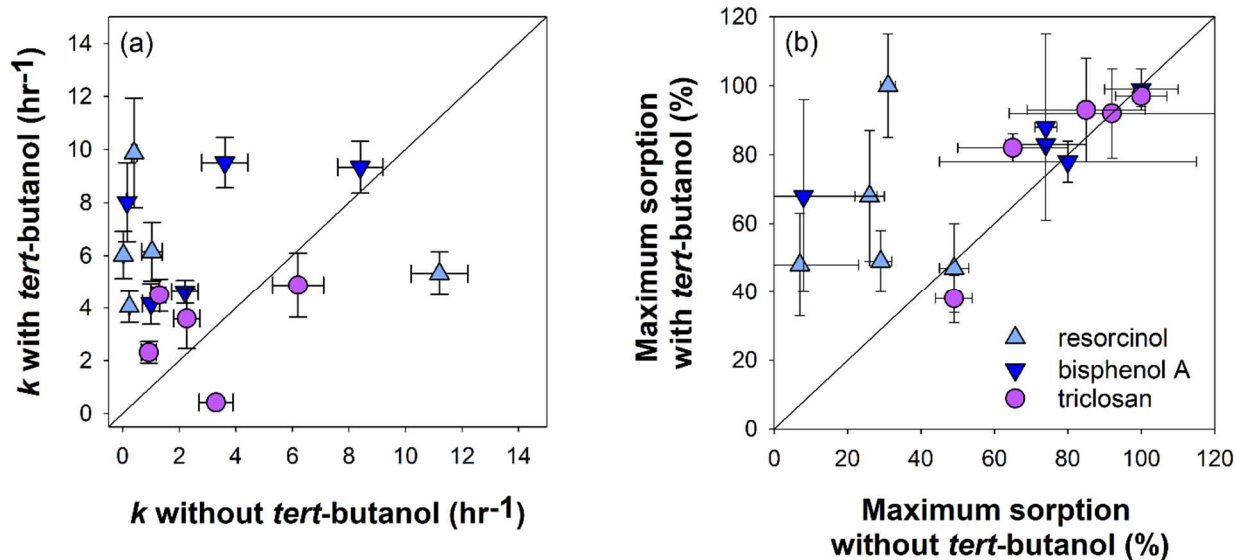 (a)
k with tert-butanol (hr-1)
14
12
10
8
6
4
2
0
0 2 4 6 8 10 12 14
k without tert-butanol (hr-1)
(b)
Maximum sorption
with tert-butanol (%)
120
100
80
60
40
20
0
resorcinol
bisphenol A
triclosan
0 20 40 60 80 100 120
Maximum sorption
without tert-butanol (%)